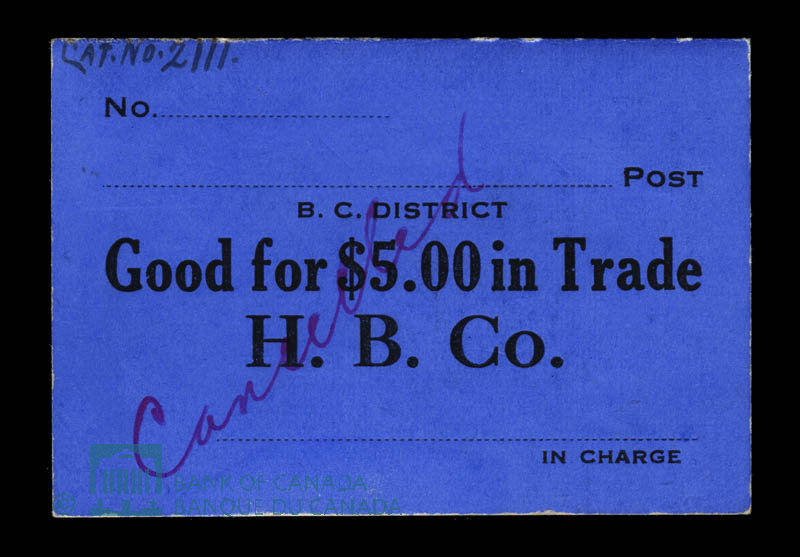 CAT. NO. 2111.
No.
POST
B. C. DISTRICT
Good for $5.00 in Trade
H. B. Co.
Cancelled
IN CHARGE
© BANK OF CANADA
BANQUE DU CANADA